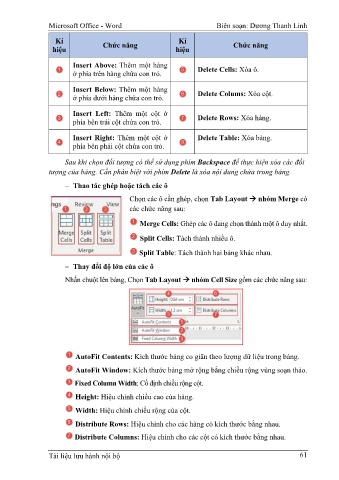 Microsoft Office - Word Biên soạn: Dương Thanh Linh
Kí hiệu Chức năng Kí hiệu Chức năng
1 Insert Above: Thêm một hàng
ở phía trên hàng chứa con trỏ.
5 Delete Cells: Xóa ô.
2 Insert Below: Thêm một hàng
ở phía dưới hàng chứa con trỏ.
6 Delete Colums: Xóa cột.
3 Insert Left: Thêm một cột ở
phía bên trái cột chứa con trỏ.
7 Delete Rows: Xóa hàng.
4 Insert Right: Thêm một cột ở
phía bên phải cột chứa con trỏ.
Delete Table: Xóa bảng.
Sau khi chọn đối tượng có thể sử dụng phím Backspace để thực hiện xóa các đối
tượng của bảng. Cần phân biệt với phím Delete là xóa nội dung chứa trong bảng.
– Thao tác ghép hoặc tách các ô
Chọn các ô cần ghép, chọn Tab Layout → nhóm Merge có
các chức năng sau:
ngs Review View
1 2 3
Merge Cells Split Cells Split Table
Merge
1 Merge Cells: Ghép các ô đang chọn thành một ô duy nhất.
2 Split Cells: Tách thành nhiều ô.
3 Split Table: Tách thành hai bảng khác nhau.
– Thay đổi độ lớn của các ô
Nhấn chuột lên bảng, Chọn Tab Layout → nhóm Cell Size gồm các chức năng sau:
4 6
Height: Distribute Rows
AutoFit Width: Distribute Columns
5 7
AutoFit Contents 1
AutoFit Window 2
Fixed Column Width 3
1 AutoFit Contents: Kích thước bảng co giãn theo lượng dữ liệu trong bảng.
2 AutoFit Window: Kích thước bảng mở rộng bằng chiều rộng vùng soạn thảo.
3 Fixed Column Width: Cố định chiều rộng cột.
4 Height: Hiệu chỉnh chiều cao của hàng.
5 Width: Hiệu chỉnh chiều rộng của cột.
6 Distribute Rows: Hiệu chỉnh cho các hàng có kích thước bằng nhau.
7 Distribute Columns: Hiệu chỉnh cho các cột có kích thước bằng nhau.
Tài liệu lưu hành nội bộ 61